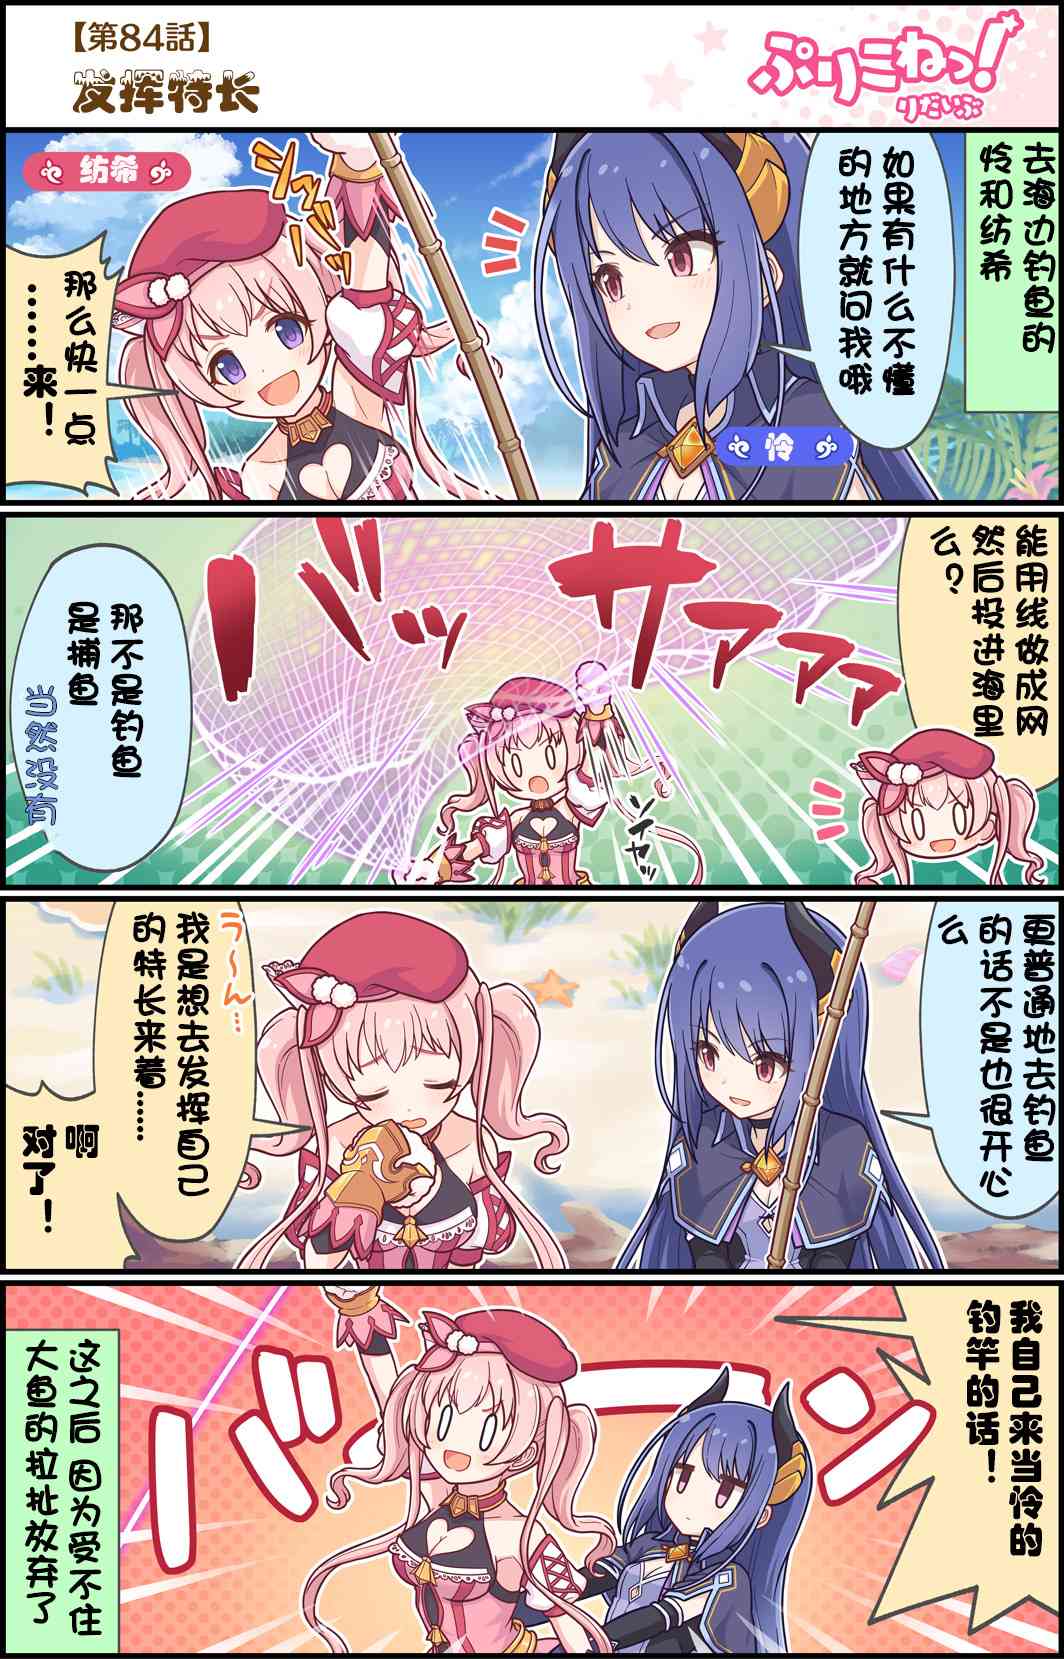 【第84話】
发挥特长
ぷりこねっ!
りだいぶ
去海边钓鱼的
怜和纺希
如果有什么不懂
的地方就问我哦
怜
纺希
那么快一点
………来！
能用线做成网
然后投进海里
么？
バッサァァァァ
那不是钓鱼
是捕鱼
当然没有
更普通地去钓鱼
的话不是也很开心
么
う〜ん…
我是想去发挥自己
的特长来着……
啊
对了！
我自己来当怜的
钓竿的话！
バーーン
这之后 因为受不住
大鱼的拉扯放弃了